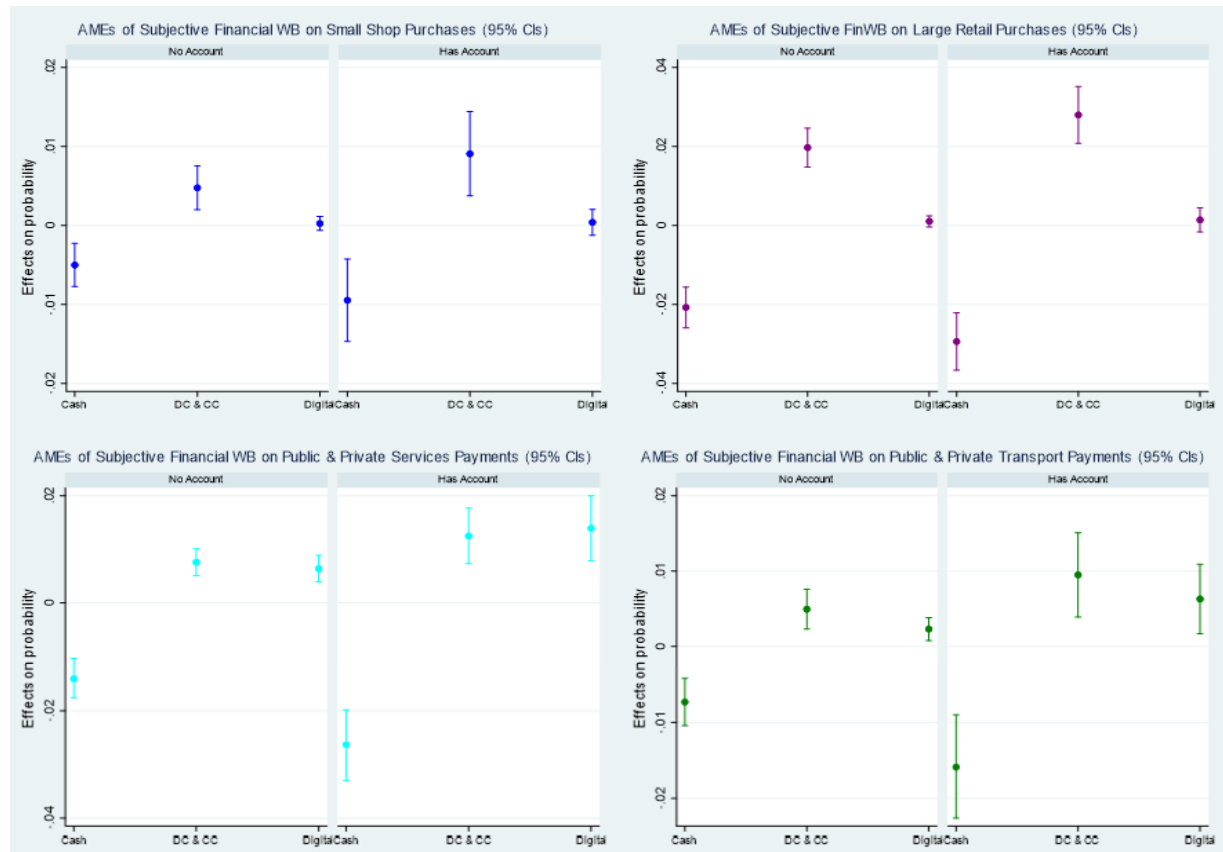 AMEs of Subjective Financial WB on Small Shop Purchases (95% CIs)
No Account
Has Account
Effects on probability
.02
.01
0
-.01
-.02
Cash
DC & CC
Digital
Cash
DC & CC
Digita
AMEs of Subjective FinWB on Large Retail Purchases (95% CIs)
No Account
Has Account
Effects on probability
.04
.02
0
-.02
-.04
Cash
DC & CC
Digital
Cash
DC & CC
Digita
AMEs of Subjective Financial WB on Public & Private Services Payments (95% CIs)
No Account
Has Account
Effects on probability
.02
0
-.02
-.04
Cash
DC & CC
Digital
Cash
DC & CC
Digita
AMEs of Subjective Financial WB on Public & Private Transport Payments (95% CIs)
No Account
Has Account
Effects on probability
.02
.01
0
-.01
-.02
Cash
DC & CC
Digital
Cash
DC & CC
Digita